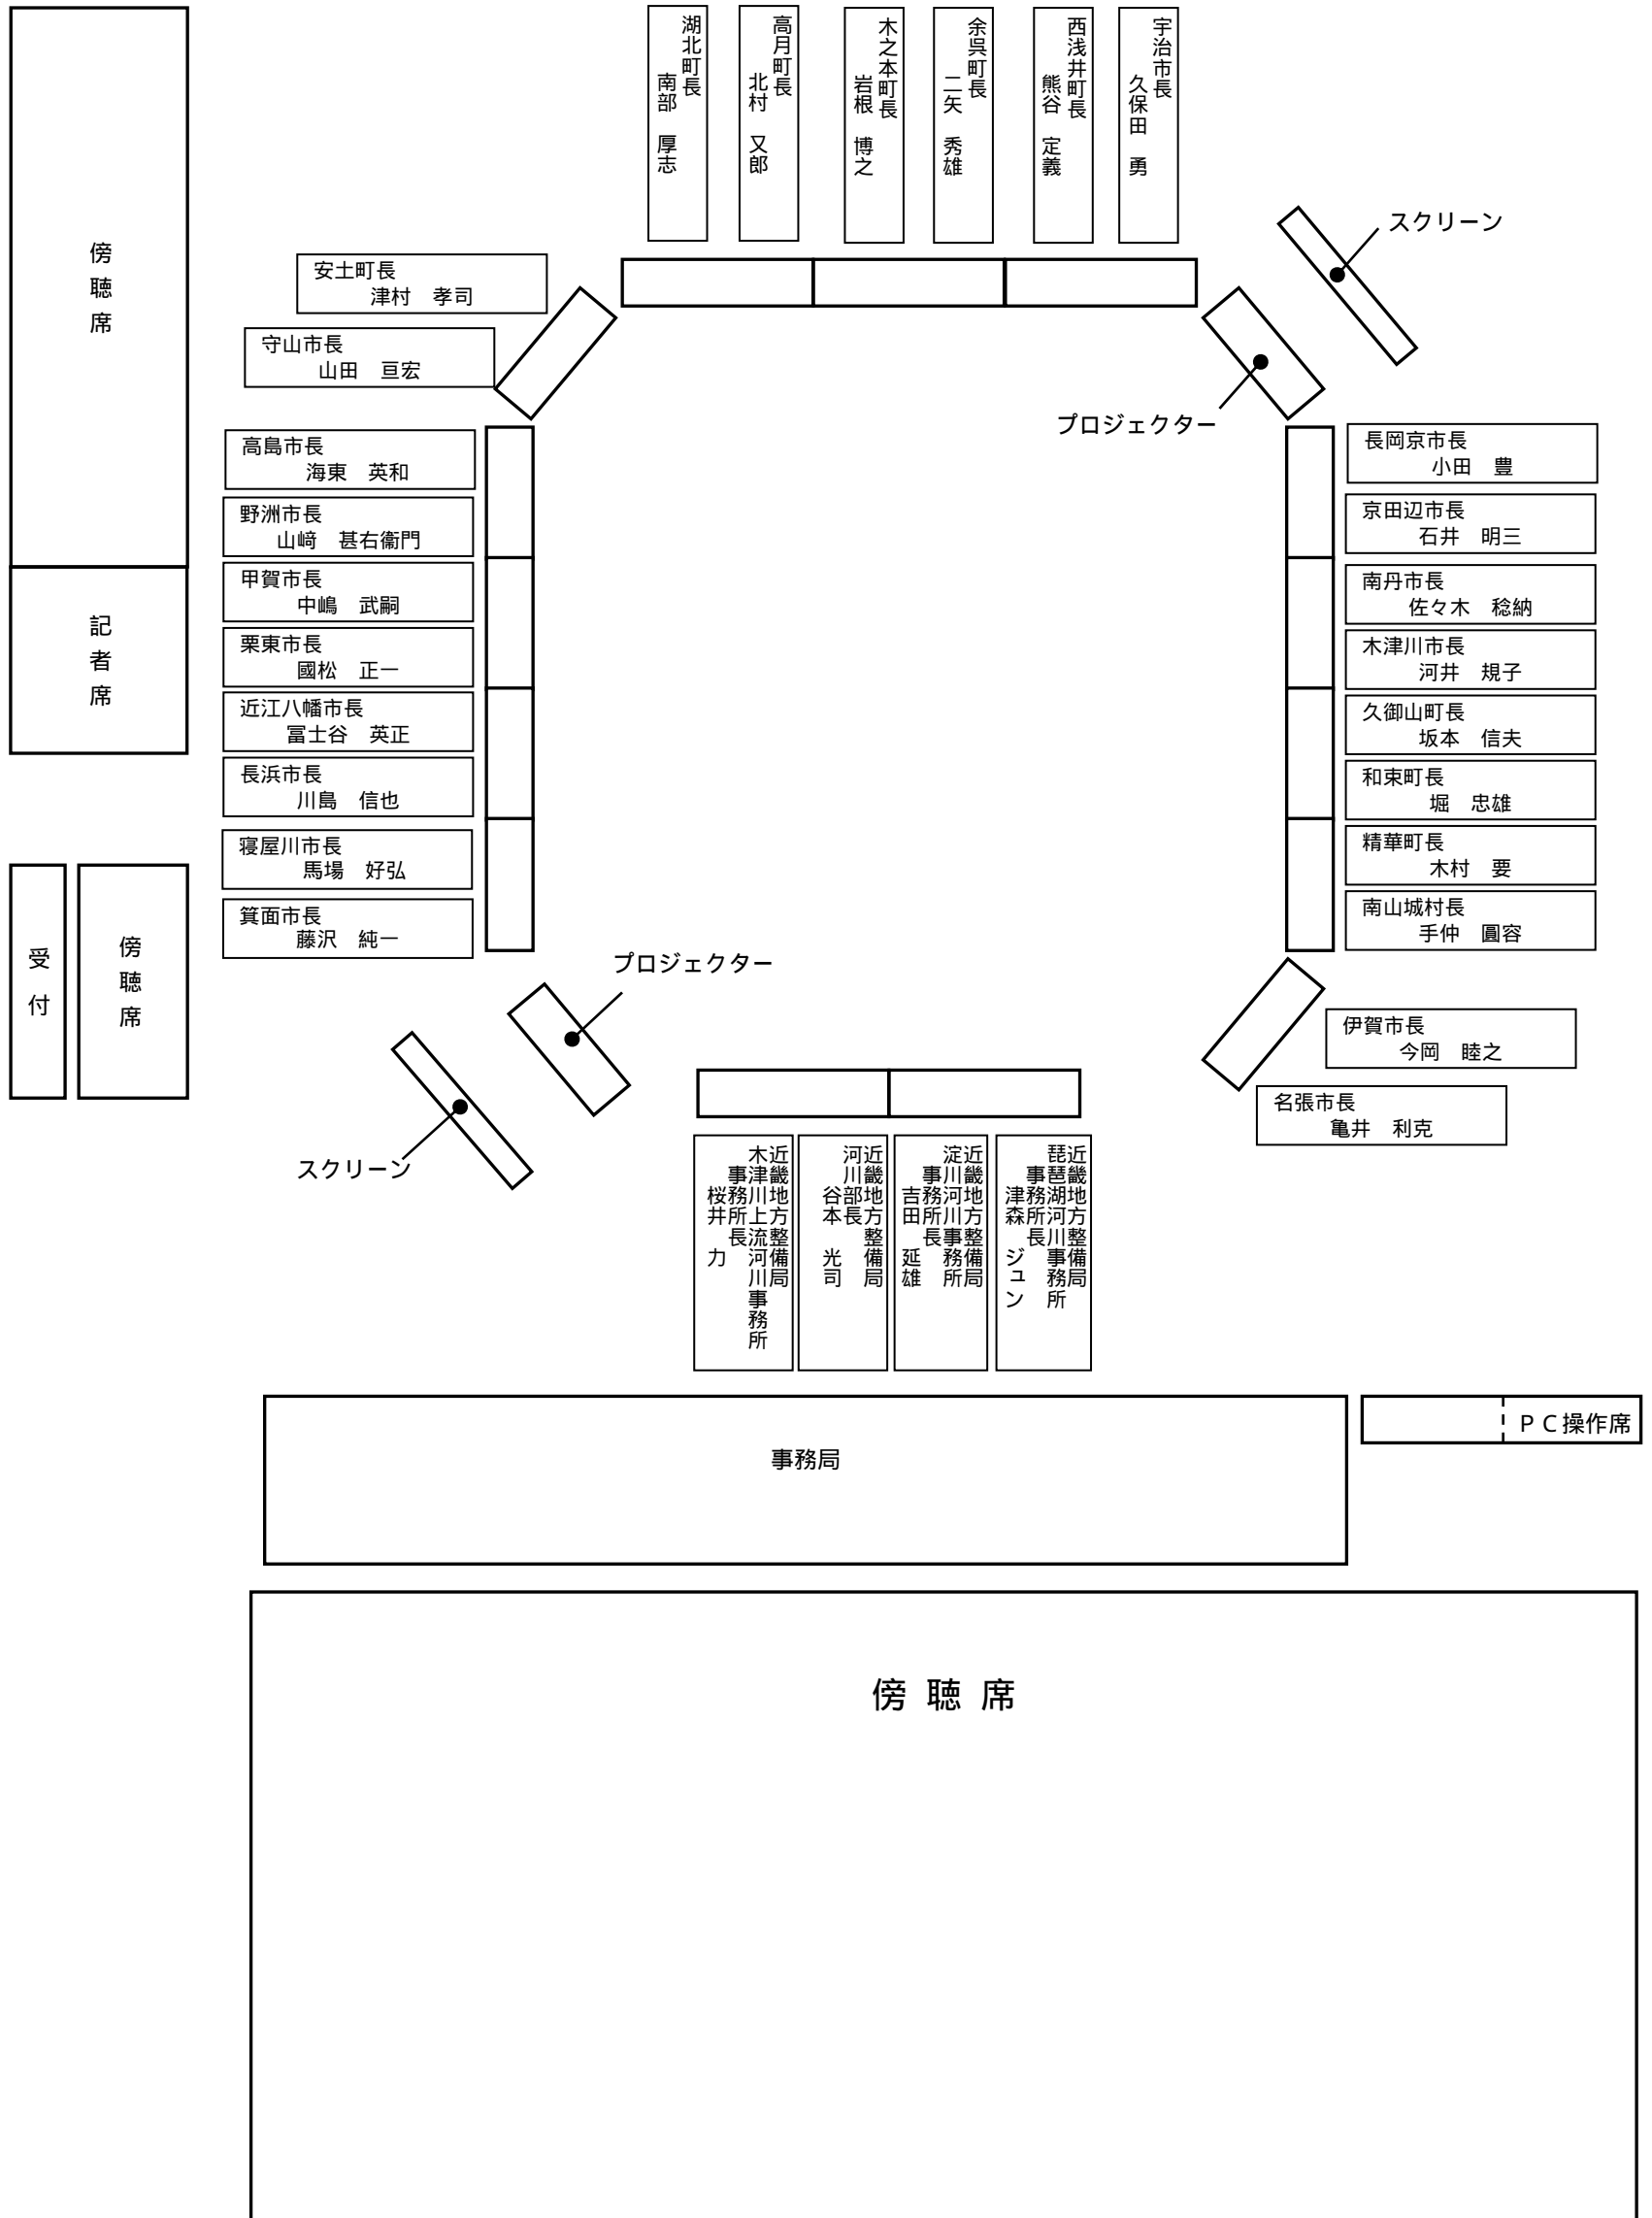 湖北町長
南部　厚志
高月町長
北村　又郎
木之本町長
岩根　博之
余呉町長
二矢　秀雄
西浅井町長
熊谷　定義
宇治市長
久保田　勇
スクリーン
プロジェクター
傍聴席
記者席
受付
傍聴席
安土町長
津村　孝司
守山市長
山田　亘宏
高島市長
海東　英和
野洲市長
山﨑　甚右衞門
甲賀市長
中嶋　武嗣
栗東市長
國松　正一
近江八幡市長
冨士谷　英正
長浜市長
川島　信也
寝屋川市長
馬場　好弘
箕面市長
藤沢　純一
長岡京市長
小田　豊
京田辺市長
石井　明三
南丹市長
佐々木　稔納
木津川市長
河井　規子
久御山町長
坂本　信夫
和束町長
堀　忠雄
精華町長
木村　要
南山城村長
手仲　圓容
伊賀市長
今岡　睦之
名張市長
亀井　利克
プロジェクター
スクリーン
近畿地方整備局
木津川上流河川事務所
事務所長
桜井　力
近畿地方整備局
河川部長
谷本　光司
近畿地方整備局
淀川河川事務所
事務所長
吉田　延雄
近畿地方整備局
琵琶湖河川事務所
事務所長
津森　ジュン
事務局
ＰＣ操作席
傍聴席